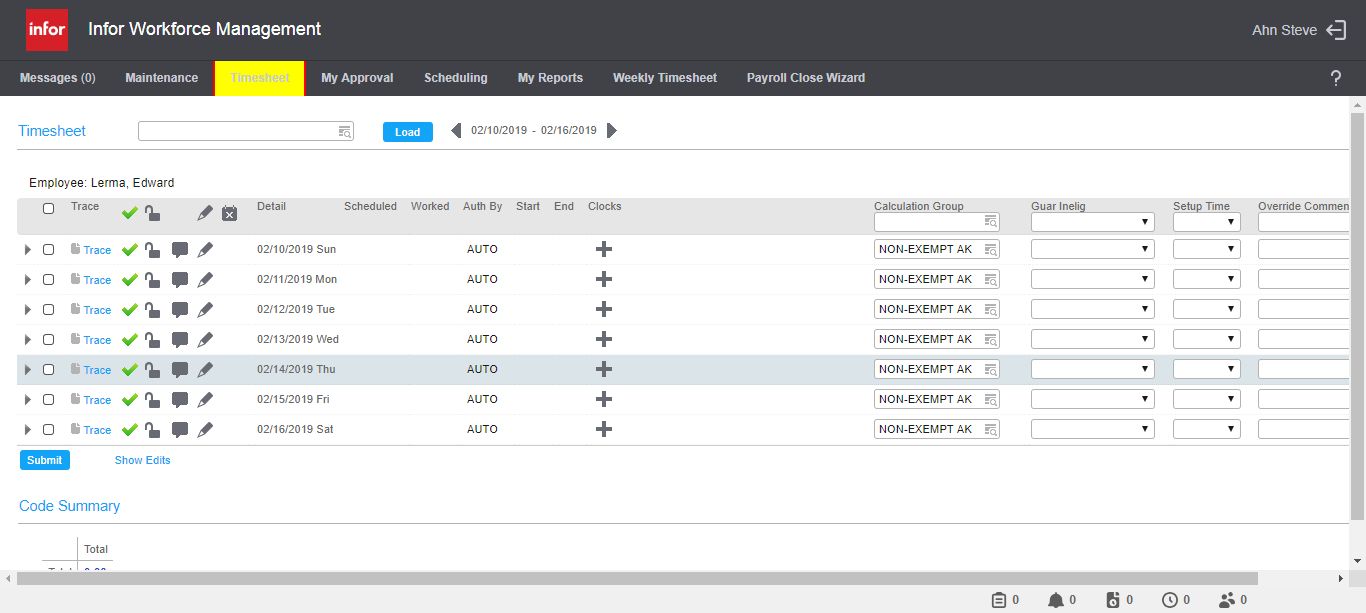 infor Infor Workforce Management Ahn Steve
Messages (0) Maintenance Timesheet My Approval Scheduling My Reports Weekly Timesheet Payroll Close Wizard ?
Timesheet Load 02/10/2019 - 02/16/2019
Employee: Lerma, Edward
Trace Detail Scheduled Worked Auth By Start End Clocks Calculation Group Guar Inelig Setup Time Override Commen
Trace 02/10/2019 Sun AUTO NON-EXEMPT AK
Trace 02/11/2019 Mon AUTO NON-EXEMPT AK
Trace 02/12/2019 Tue AUTO NON-EXEMPT AK
Trace 02/13/2019 Wed AUTO NON-EXEMPT AK
Trace 02/14/2019 Thu AUTO NON-EXEMPT AK
Trace 02/15/2019 Fri AUTO NON-EXEMPT AK
Trace 02/16/2019 Sat AUTO NON-EXEMPT AK
Submit Show Edits
Code Summary
Total
0 0 0 0 0